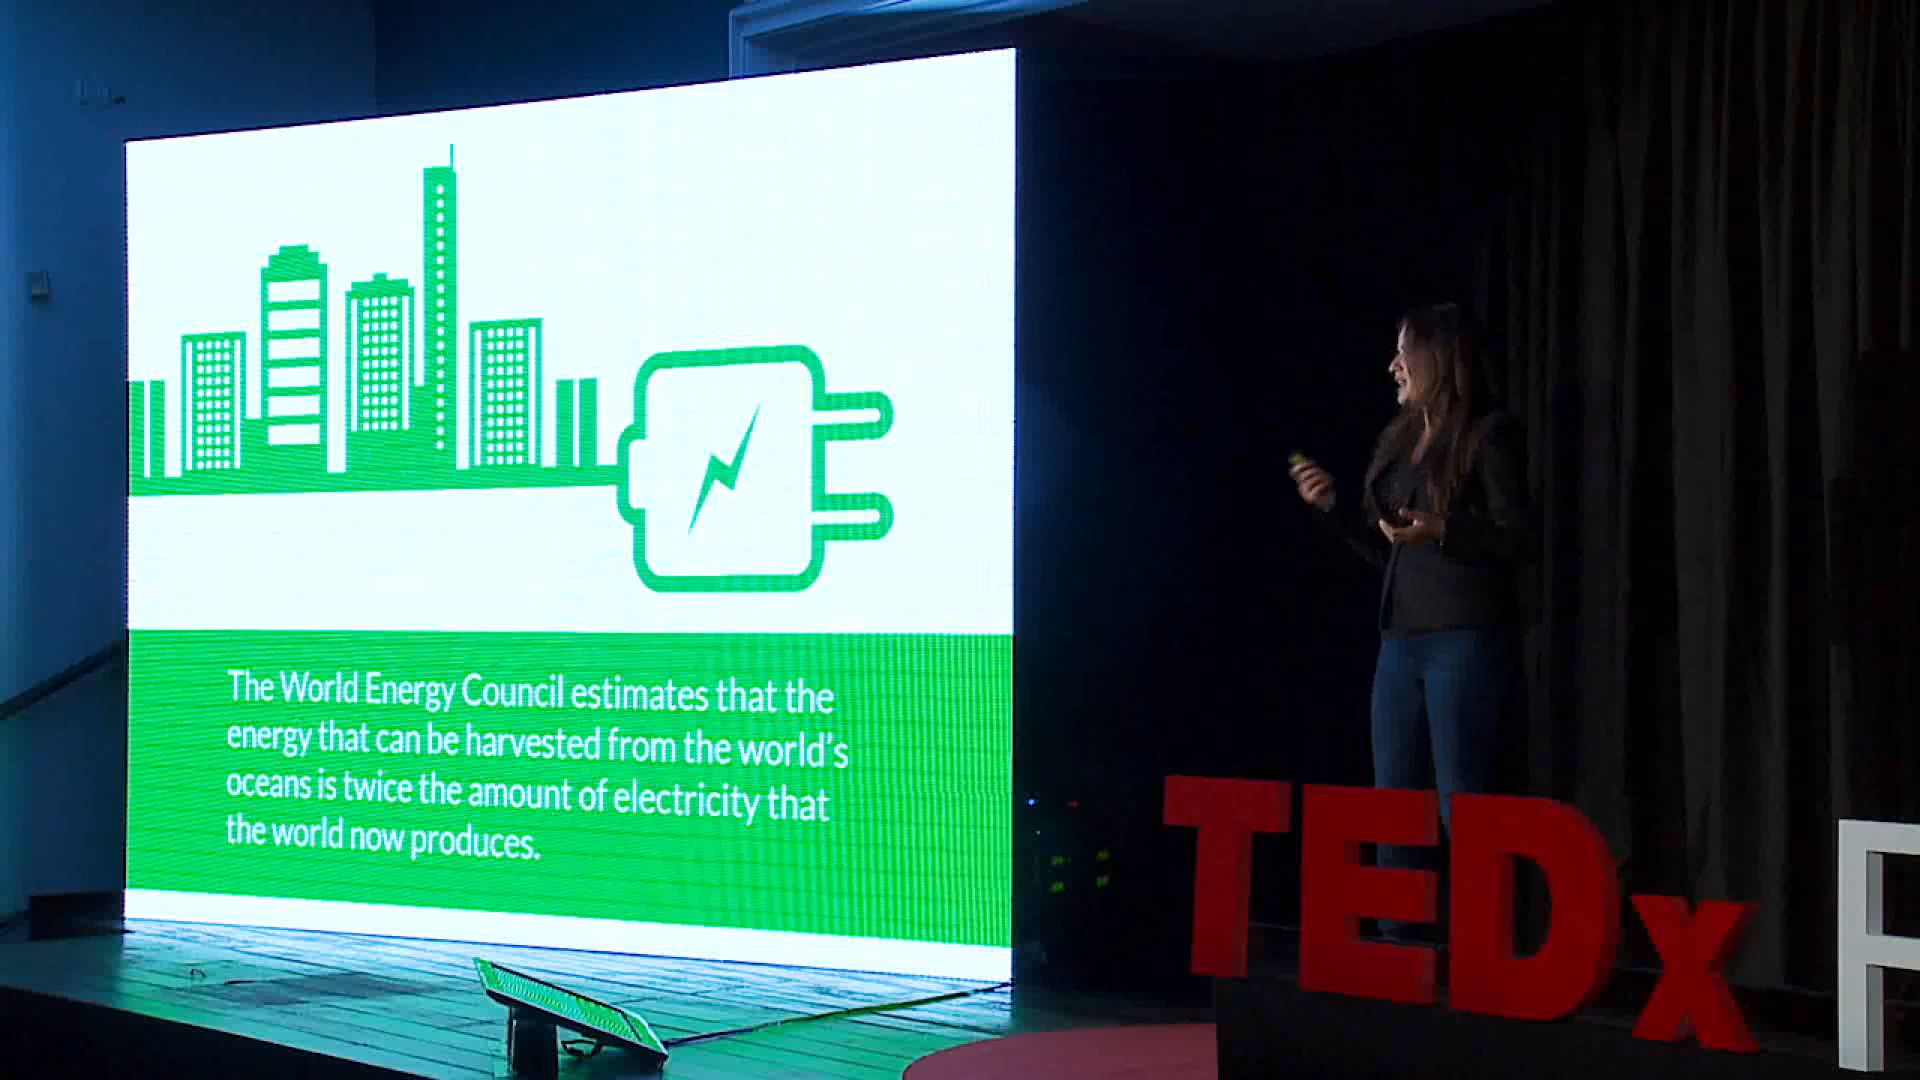 The World Energy Council estimates that the
energy that can be harvested from the world's
oceans is twice the amount of electricity that
the world now produces.
TEDx